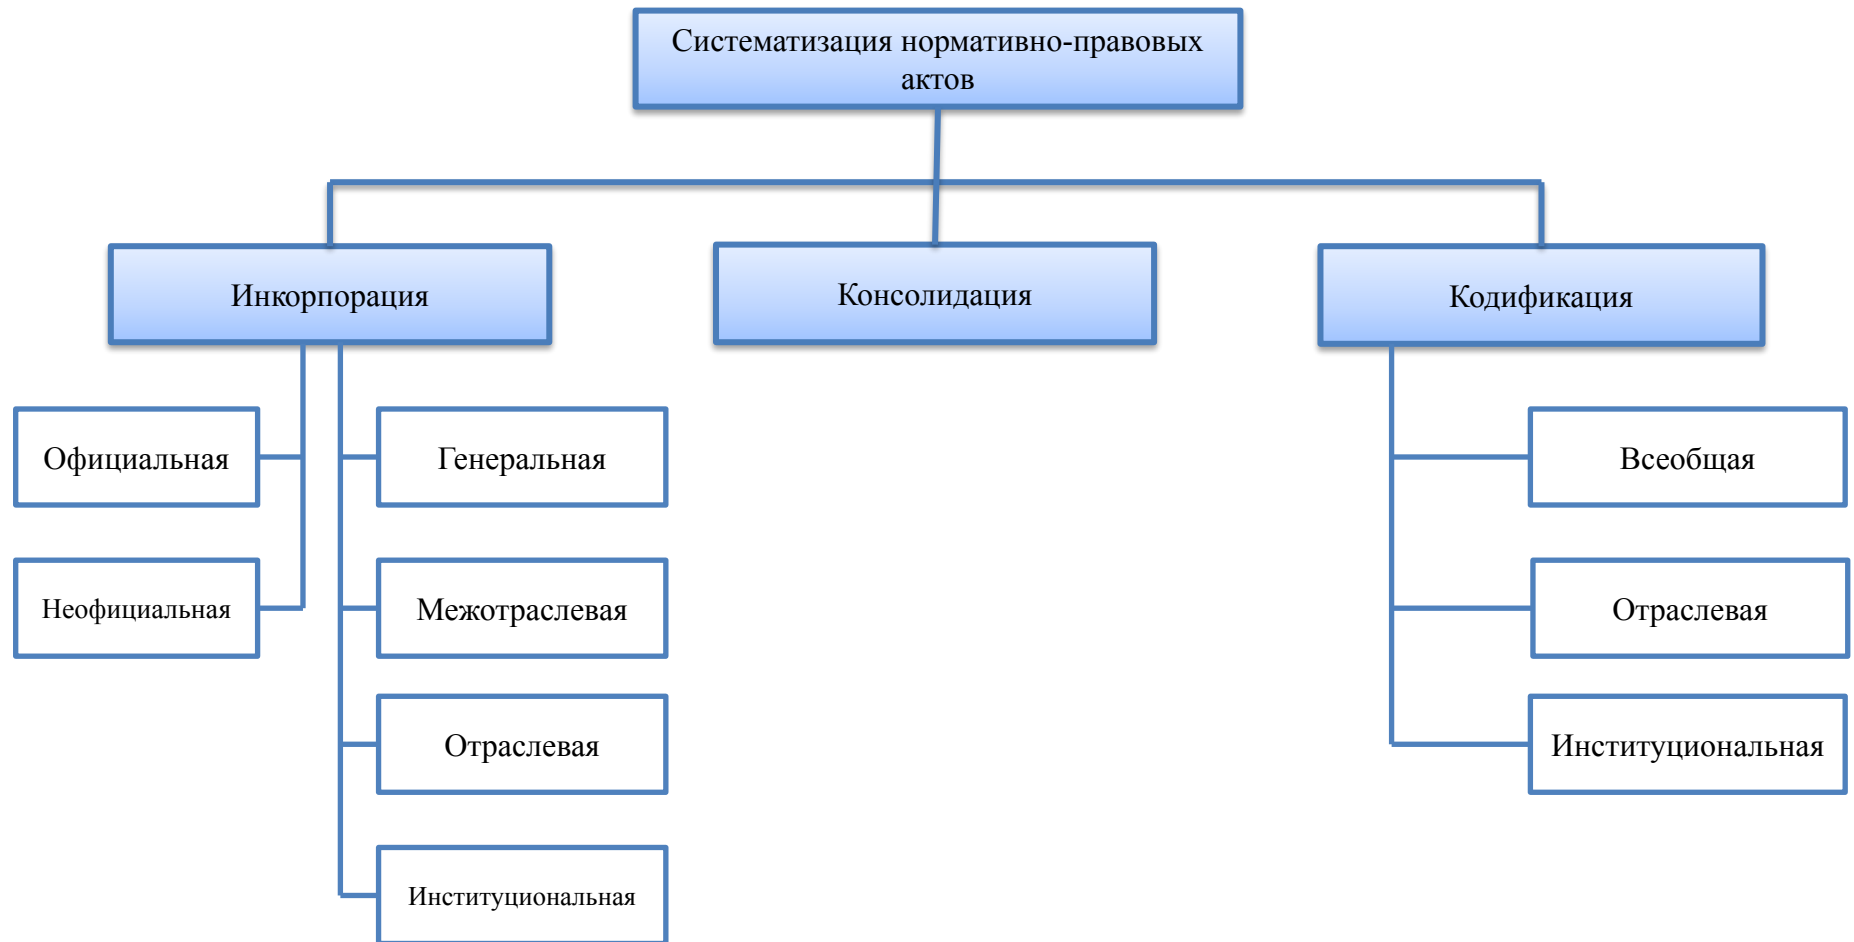 Систематизация нормативно-правовых
актов
Инкорпорация
Консолидация
Кодификация
Официальная
Генеральная
Всеобщая
Неофициальная
Межотраслевая
Отраслевая
Отраслевая
Институциональная
Институциональная